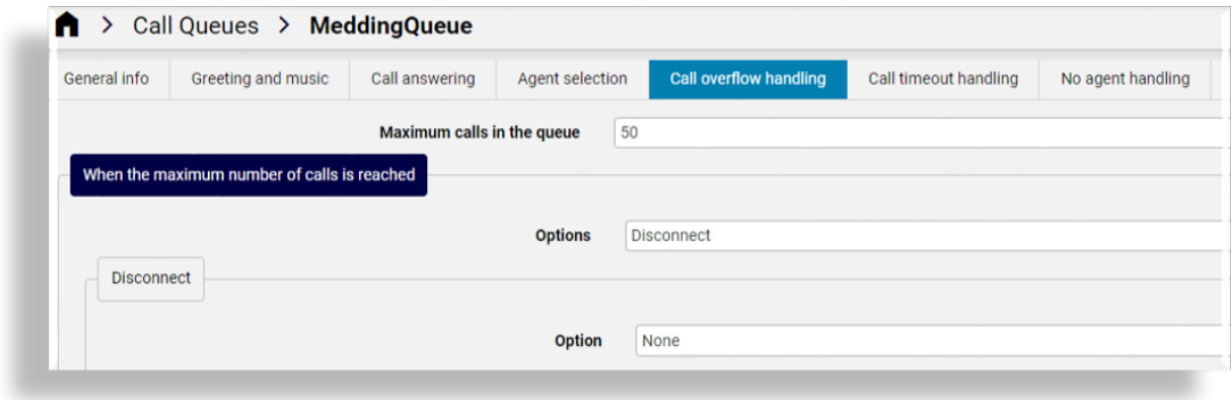 > Call Queues > MeddingQueue
General info Greeting and music Call answering Agent selection Call overflow handling Call timeout handling No agent handling
Maximum calls in the queue 50
When the maximum number of calls is reached
Options Disconnect
Disconnect
Option None